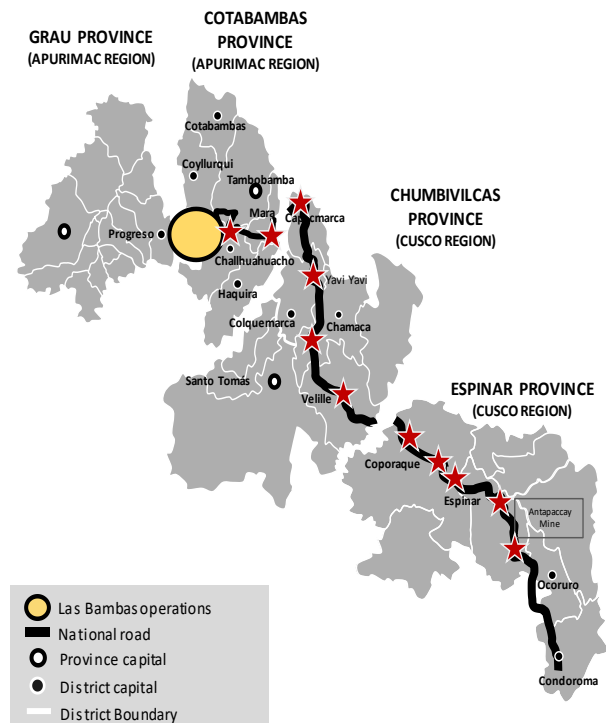 COTABAMBAS
PROVINCE
(APURIMAC REGION)
GRAU PROVINCE
(APURIMAC REGION)
Cotabambas
Coyllurqui
Tambobamba
Mara
Capacmarca
CHUMBIVILCAS
PROVINCE
(CUSCO REGION)
Progreso
Challhuahuacho
Yavi Yavi
Haquira
Colquemarca
Chamaca
Santo Tomás
Velille
ESPINAR PROVINCE
(CUSCO REGION)
Coporaque
Espinar
Antapaccay
Mine
Ocoruro
Condoroma
Las Bambas operations
National road
Province capital
District capital
District Boundary